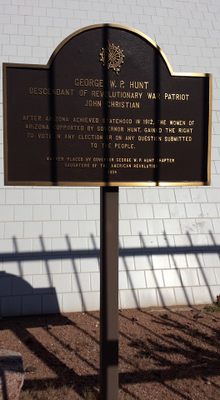 GEORGE W. P. HUNT
DESCENDANT OF REVOLUTIONARY WAR PATRIOT
JOHN CHRISTIAN
AFTER ARIZONA ACHIEVED STATEHOOD IN 1912, THE WOMEN OF
ARIZONA SUPPORTED BY GOVERNOR HUNT, GAINED THE RIGHT
TO VOTE IN ANY ELECTION OR ON ANY QUESTION SUBMITTED
TO THE PEOPLE.
MARKER PLACED BY GOVERNOR GEORGE W.P. HUNT CHAPTER
DAUGHTERS OF THE AMERICAN REVOLUTION